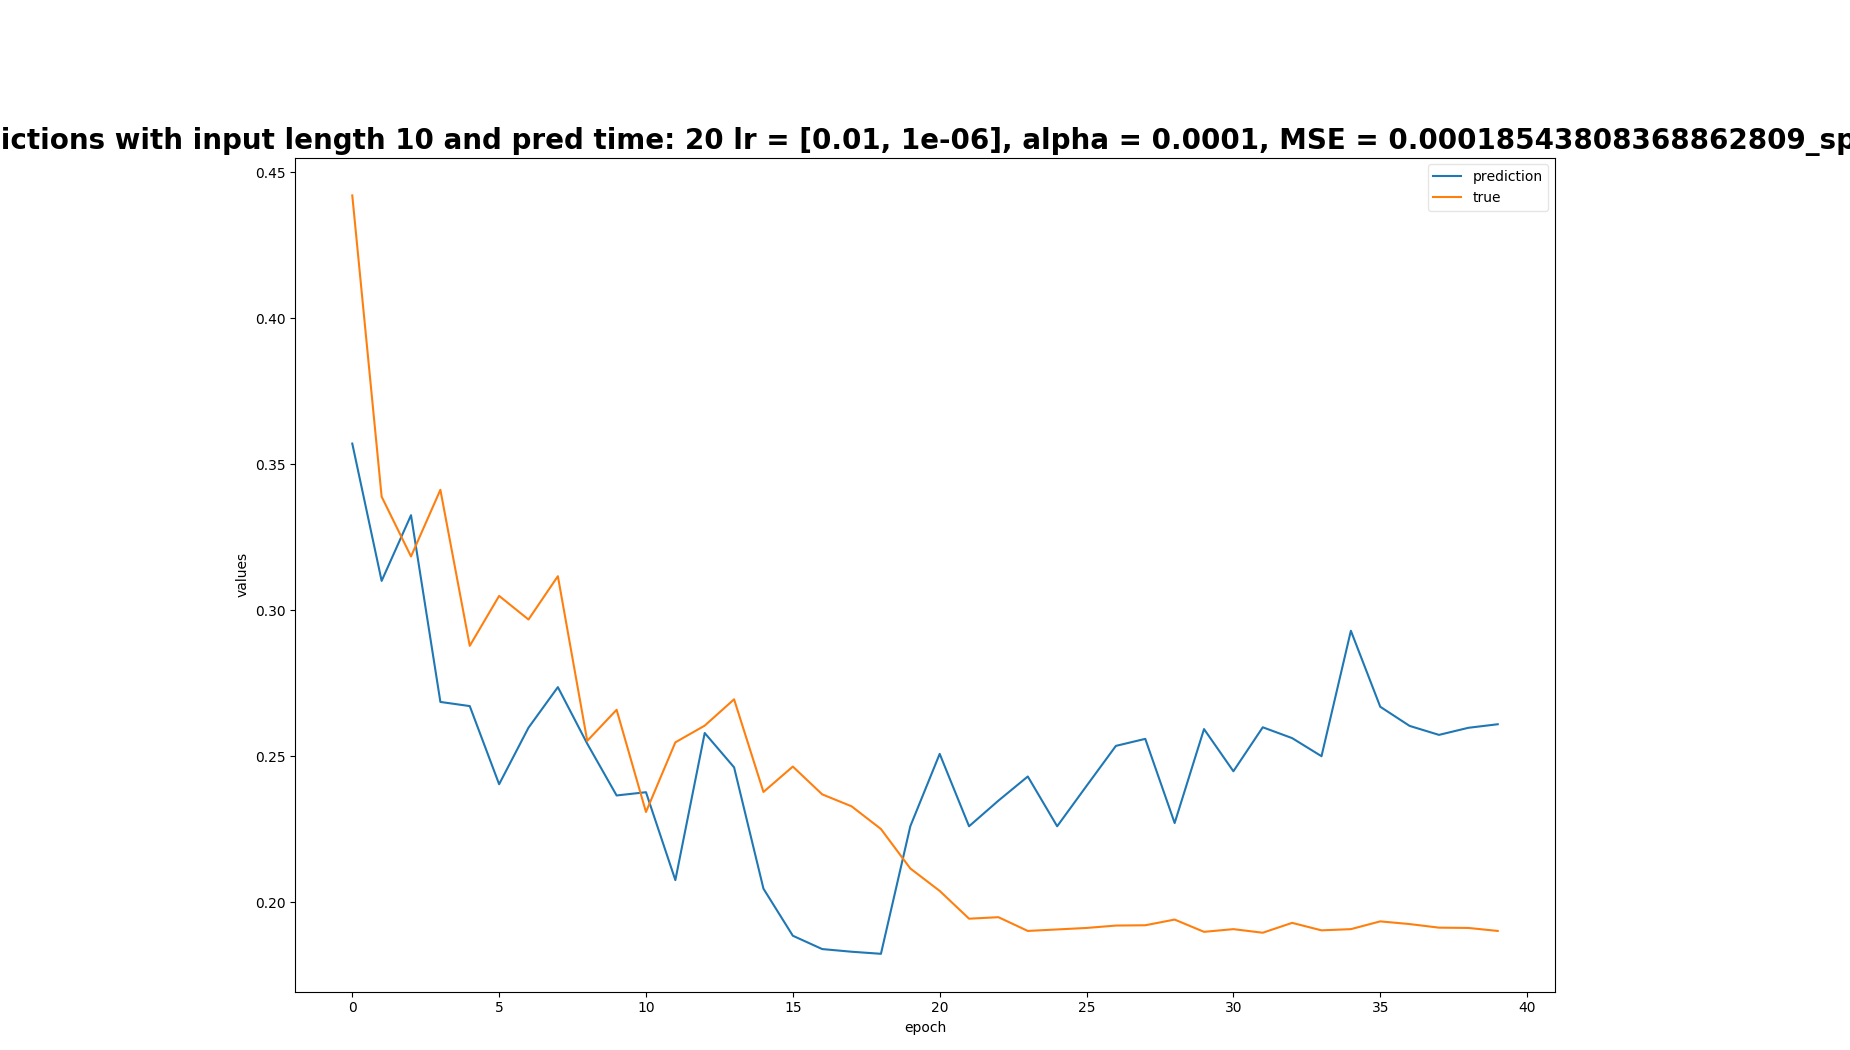 ictions with input length 10 and pred time: 20 lr = [0.01, 1e-06], alpha = 0.0001, MSE = 0.00018543808368862809_sp
prediction
true
0.45
0.40
0.35
0.30
0.25
0.20
values
0 5 10 15 20 25 30 35 40
epoch